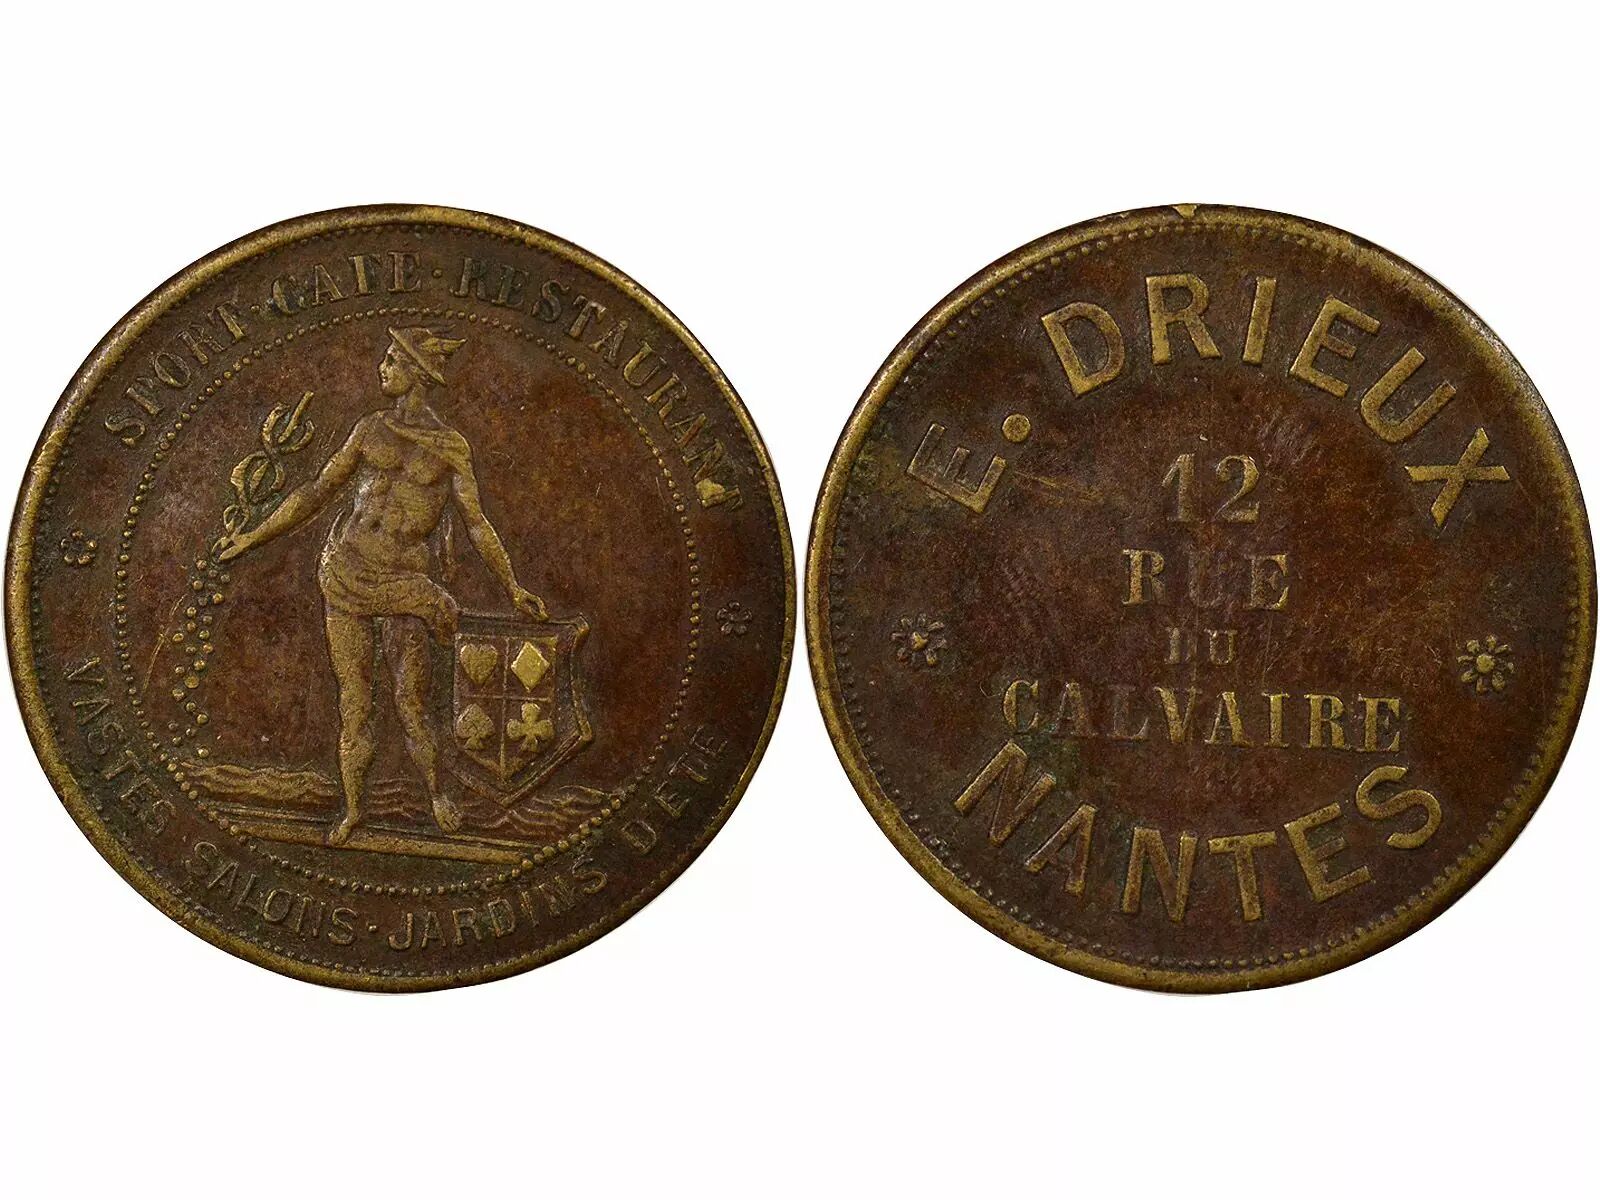 SPORT·CAFE·RESTAURANT
VASTES SALONS·JARDINS D'ETE
E. DRIEUX
12
RUE
DU
CALVAIRE
NANTES